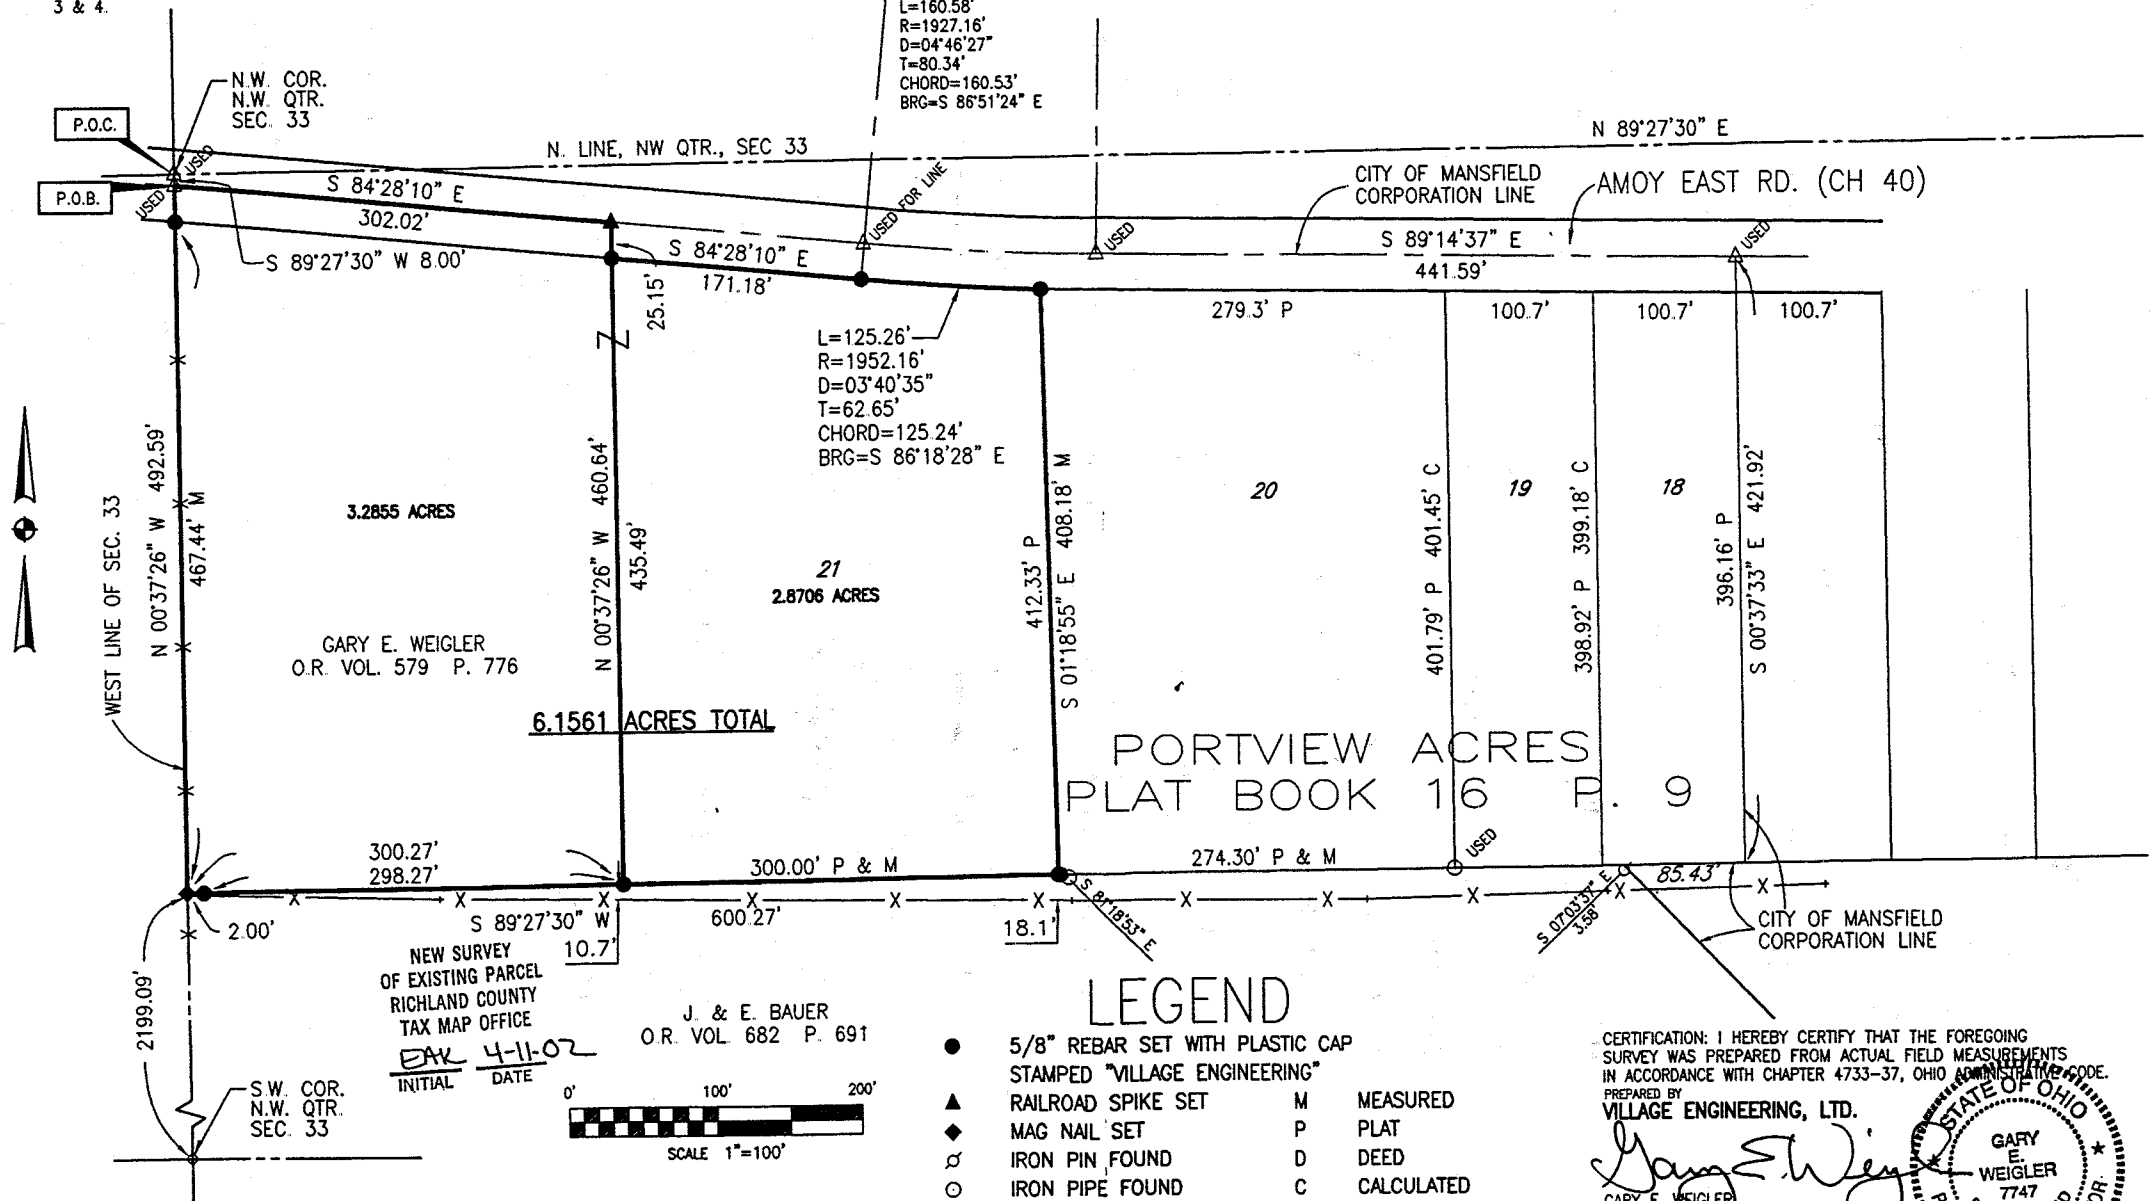 3 & 4.
L=160.58'
R=1927.16'
D=04°46'27"
T=80.34'
CHORD=160.53'
BRG=S 86°51'24" E
N.W. COR.
N.W. QTR.
SEC. 33
P.O.C.
USED
N. LINE, NW QTR., SEC 33
N 89°27'30" E
P.O.B.
USED
S 84°28'10" E
302.02'
USED FOR LINE
CITY OF MANSFIELD
CORPORATION LINE
AMOY EAST RD. (CH 40)
S 89°27'30" W 8.00'
S 84°28'10" E
171.18'
25.15'
USED
S 89°14'37" E
441.59'
USED
279.3' P
100.7'
100.7'
100.7'
L=125.26'
R=1952.16'
D=03°40'35"
T=62.65'
CHORD=125.24'
BRG=S 86°18'28" E
WEST LINE OF SEC. 33
N 00°37'26" W 492.59'
467.44' M
3.2855 ACRES
N 00°37'26" W 460.64'
435.49'
21
2.8706 ACRES
412.33' P
S 01°18'55" E 408.18' M
20
401.79' P 401.45' C
19
398.92' P 399.18' C
18
396.16' P
S 00°37'33" E 421.92'
GARY E. WEIGLER
O.R. VOL. 579 P. 776
6.1561 ACRES TOTAL
PORTVIEW ACRES
PLAT BOOK 16 P. 9
300.27'
298.27'
300.00' P & M
274.30' P & M
USED
85.43'
2.00'
S 89°27'30" W
600.27'
10.7'
18.1'
S 81°18'53" E
S 07°03'37" E
3.58'
CITY OF MANSFIELD
CORPORATION LINE
2199.09'
NEW SURVEY
OF EXISTING PARCEL
RICHLAND COUNTY
TAX MAP OFFICE
EAK 4-11-02
INITIAL DATE
J. & E. BAUER
O.R. VOL. 682 P. 691
S.W. COR.
N.W. QTR.
SEC. 33
0' 100' 200'
SCALE 1"=100'
LEGEND
5/8" REBAR SET WITH PLASTIC CAP
STAMPED "VILLAGE ENGINEERING"
RAILROAD SPIKE SET M MEASURED
MAG NAIL SET P PLAT
IRON PIN FOUND D DEED
IRON PIPE FOUND C CALCULATED
CERTIFICATION: I HEREBY CERTIFY THAT THE FOREGOING
SURVEY WAS PREPARED FROM ACTUAL FIELD MEASUREMENTS
IN ACCORDANCE WITH CHAPTER 4733-37, OHIO ADMINISTRATIVE CODE.
PREPARED BY
VILLAGE ENGINEERING, LTD.
Gary E. Weigler
GARY E. WEIGLER
STATE OF OHIO
GARY
E.
WEIGLER
7747